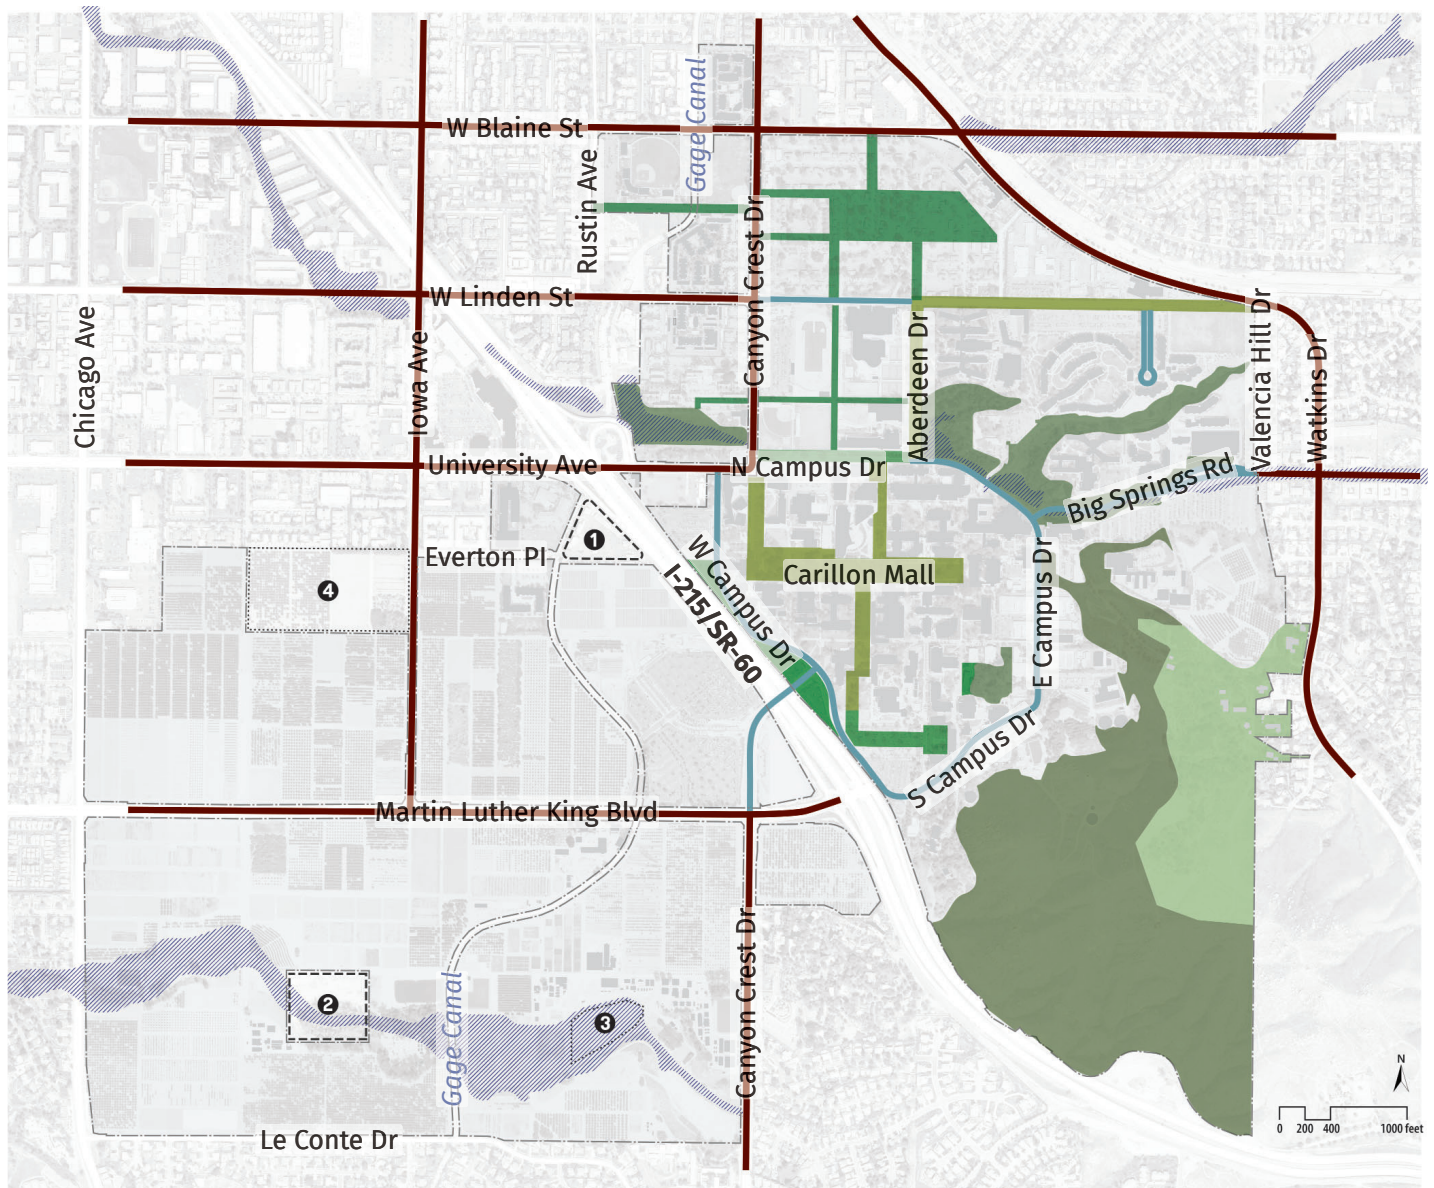 Gage Canal
W Blaine St
Rustin Ave
Canyon Crest Dr
W Linden St
Chicago Ave
Iowa Ave
Aberdeen Dr
Valencia Hill Dr
Watkins Dr
University Ave
N Campus Dr
Big Springs Rd
1
Everton Pl
W Campus Dr
I-215/SR-60
Carillon Mall
E Campus Dr
4
S Campus Dr
Martin Luther King Blvd
Canyon Crest Dr
Gage Canal
2
3
Le Conte Dr
N
0 200 400 1000 feet